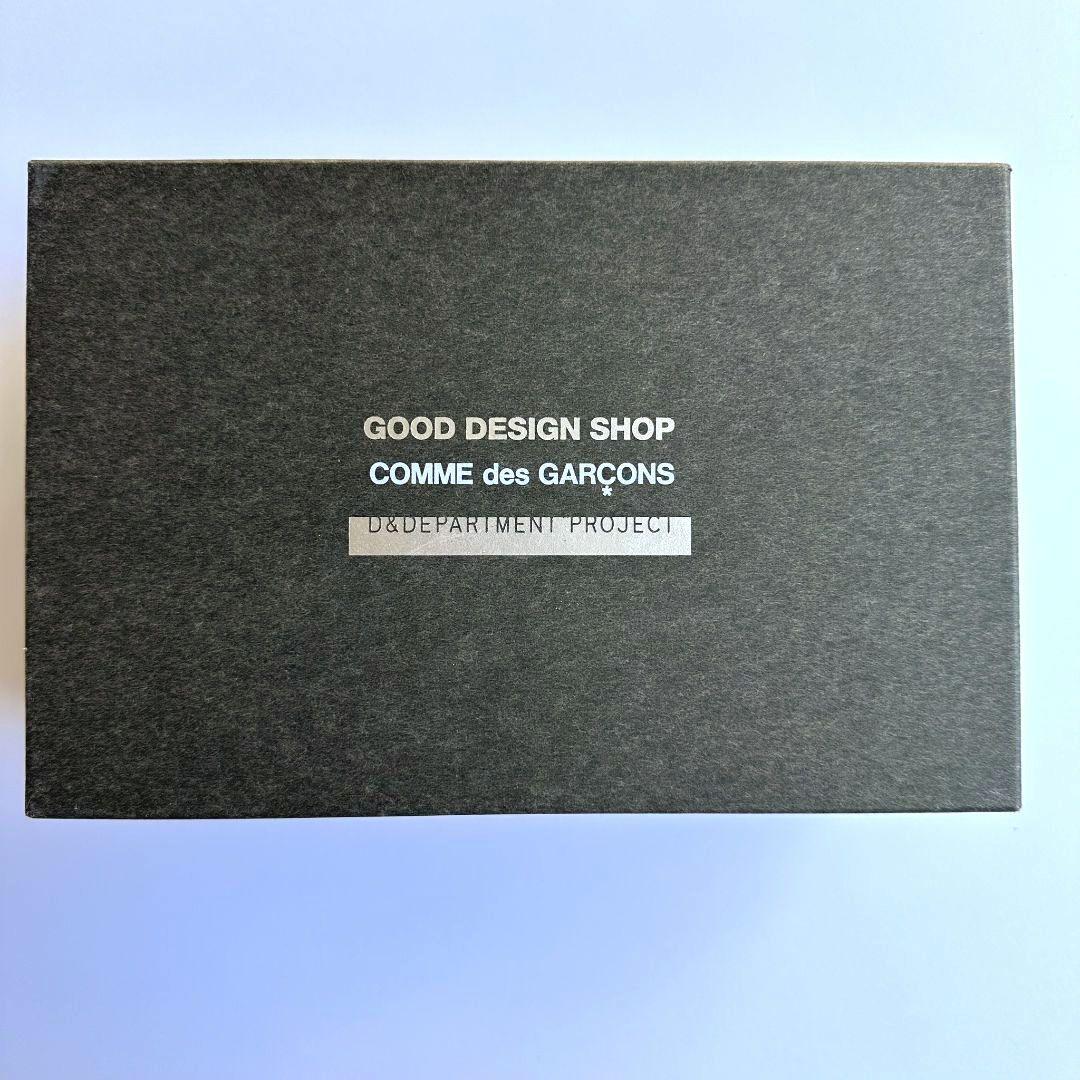 GOOD DESIGN SHOP
COMME des GARÇONS
D&DEPARTMENT PROJECT